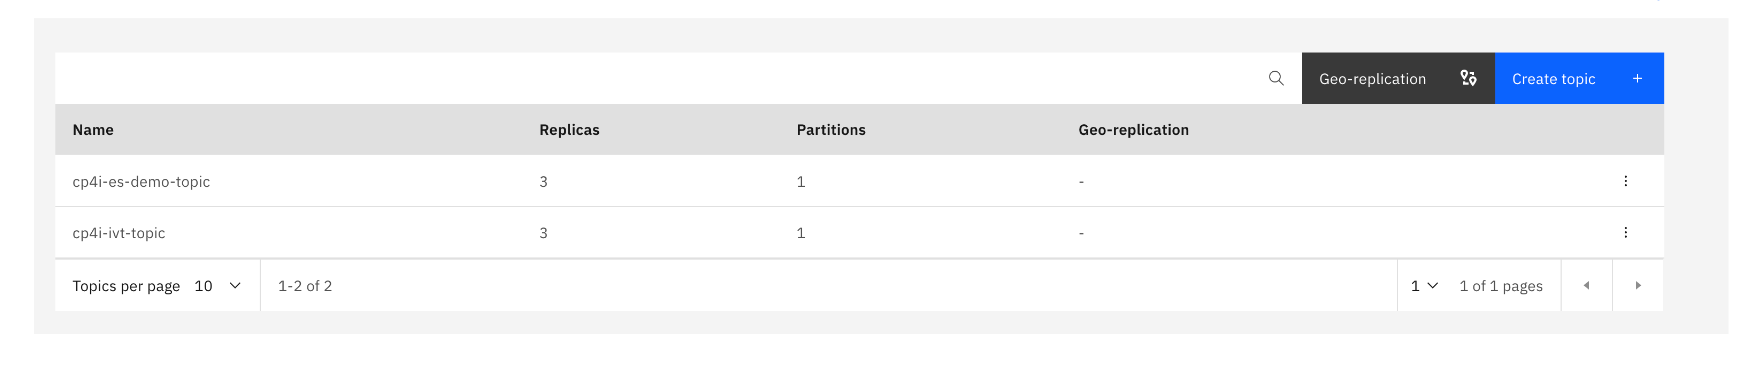 Geo-replication Create topic +
Name Replicas Partitions Geo-replication
cp4i-es-demo-topic 3 1 -
cp4i-ivt-topic 3 1 -
Topics per page 10 1-2 of 2 1 1 of 1 pages